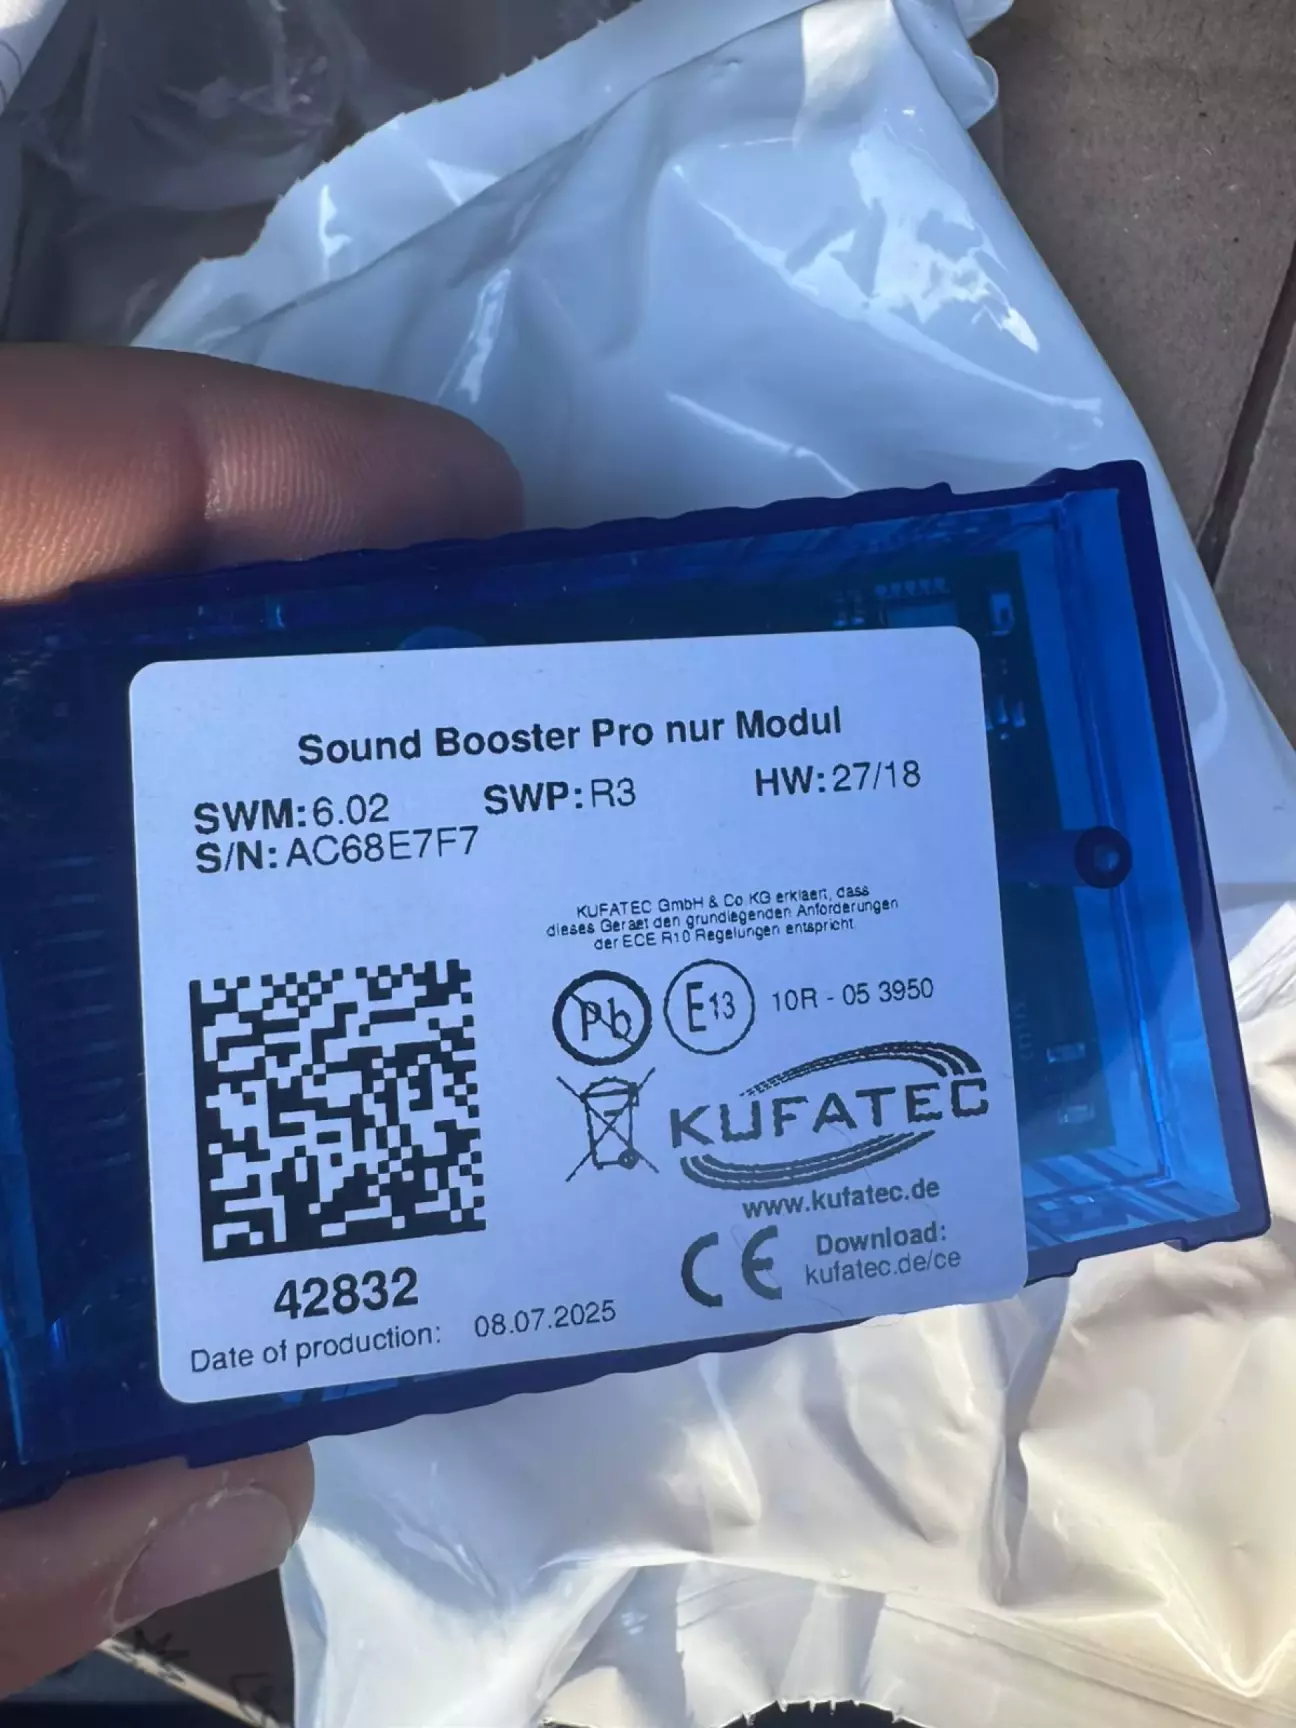 Sound Booster Pro nur Modul
SWM: 6.02 SWP: R3 HW: 27/18
S/N: AC68E7F7
KUFATEC GmbH & Co.KG erklaert, dass
dieses Geraet den grundlegenden Anforderungen
der ECE R10 Regelungen entspricht.
Pb E13 10R - 05 3950
KUFATEC
www.kufatec.de
CE Download:
kufatec.de/ce
42832
Date of production: 08.07.2025